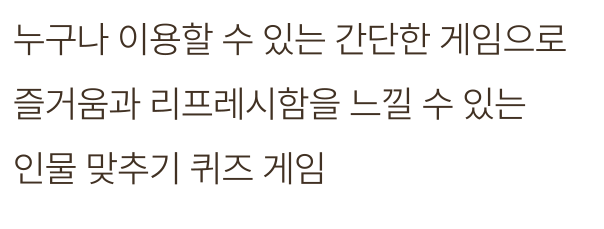 누구나 이용할 수 있는 간단한 게임으로
즐거움과 리프레시함을 느낄 수 있는
인물 맞추기 퀴즈 게임